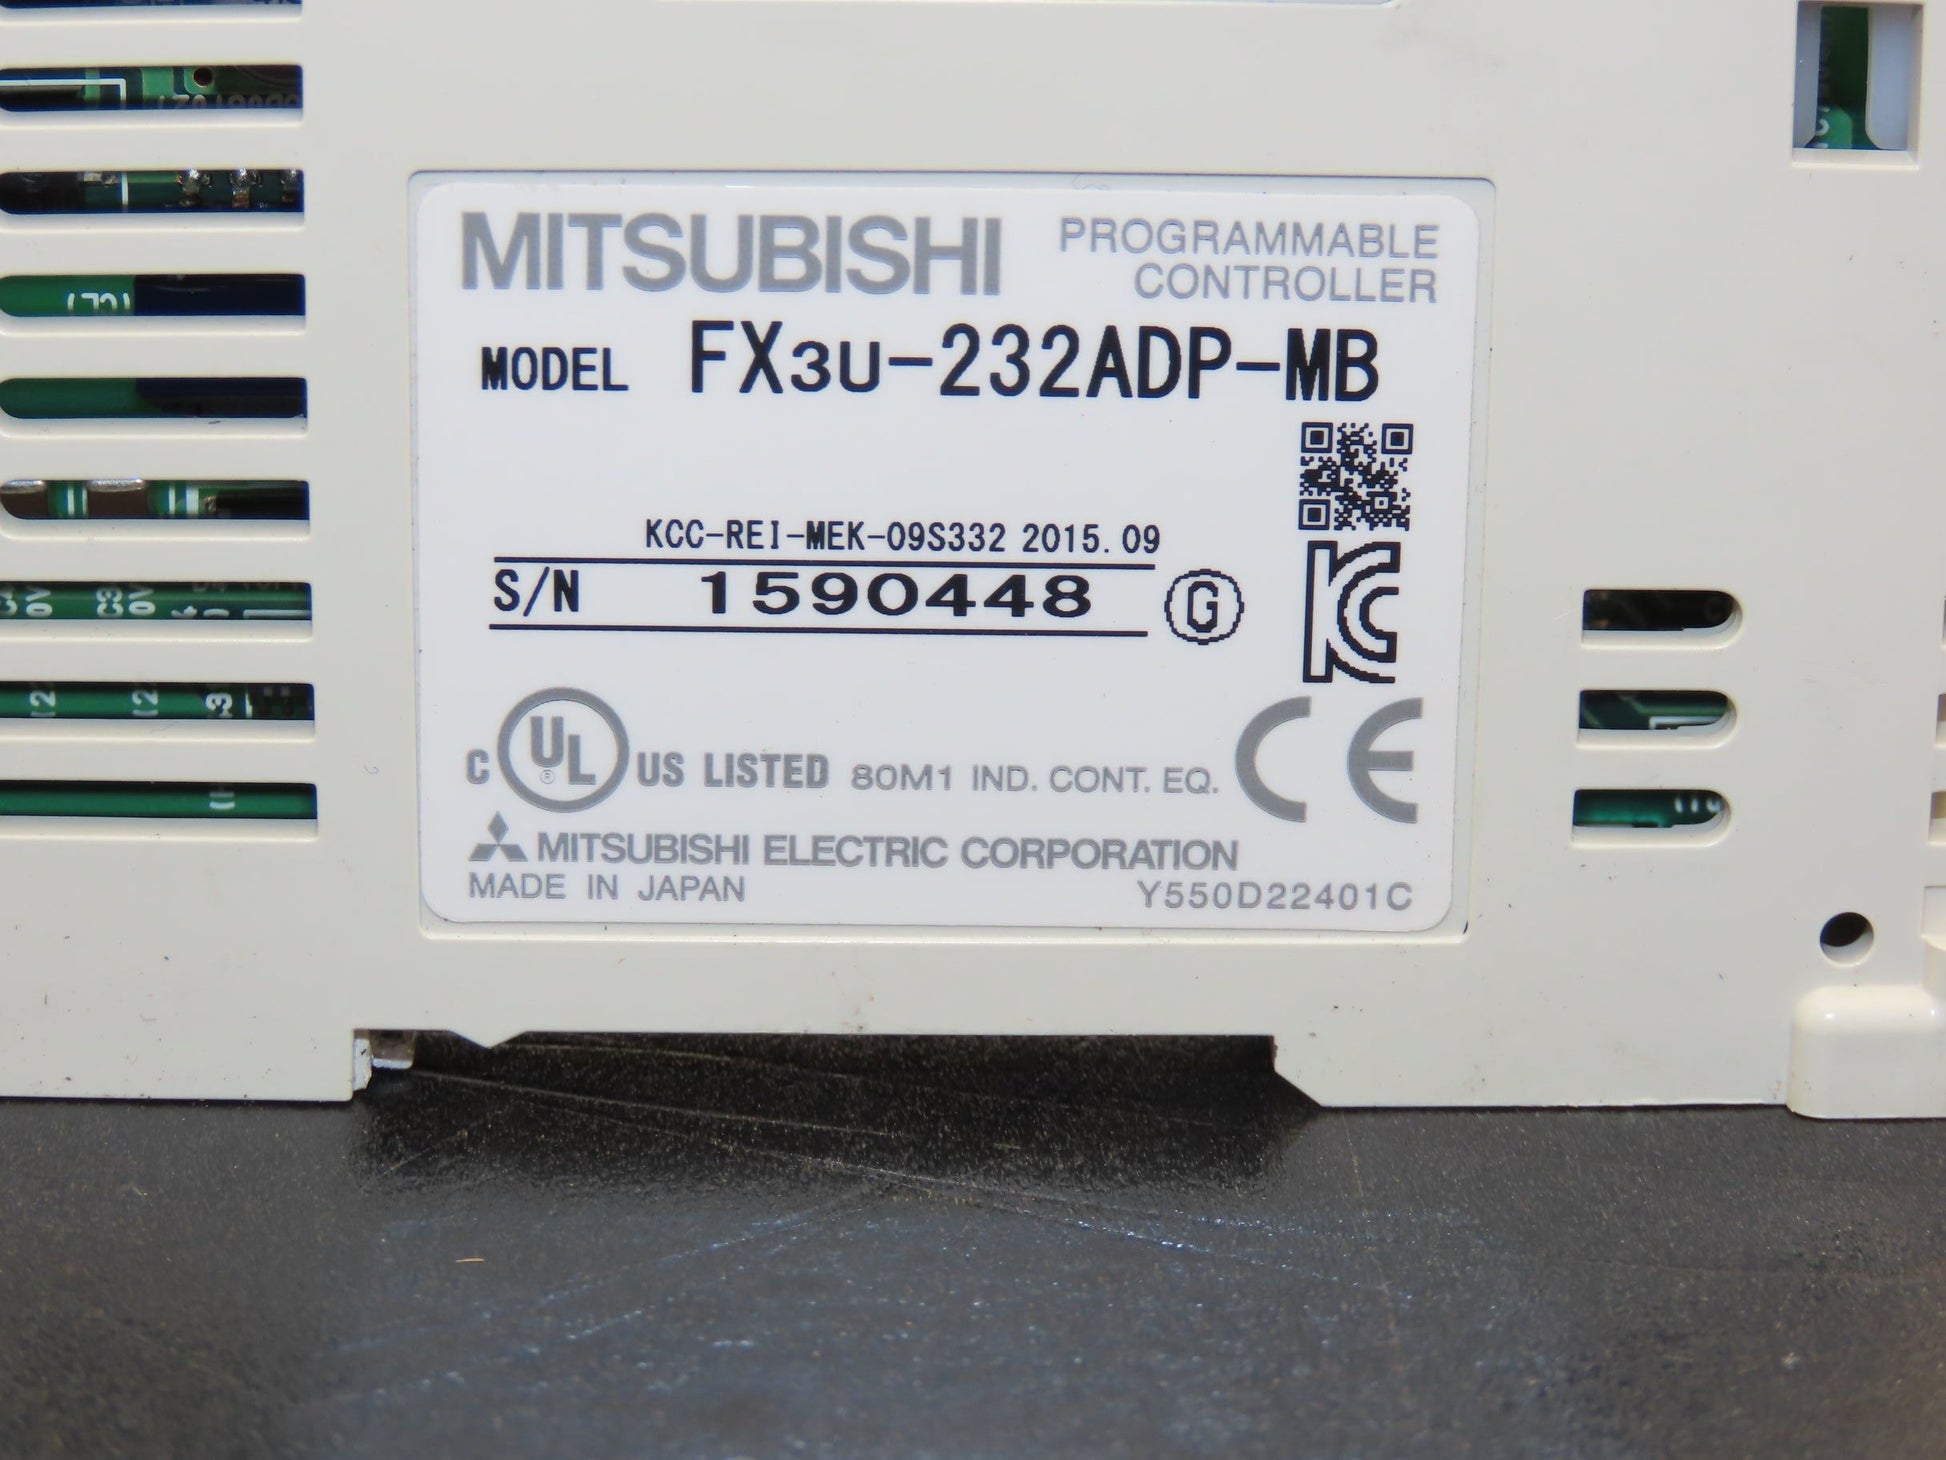 MITSUBISHI
PROGRAMMABLE
CONTROLLER
MODEL FX3U-232ADP-MB
KCC-REI-MEK-09S332 2015.09
S/N 1590448
G
C UL® US LISTED 80M1 IND. CONT. EQ.
CE
MITSUBISHI ELECTRIC CORPORATION
MADE IN JAPAN
Y550D22401C